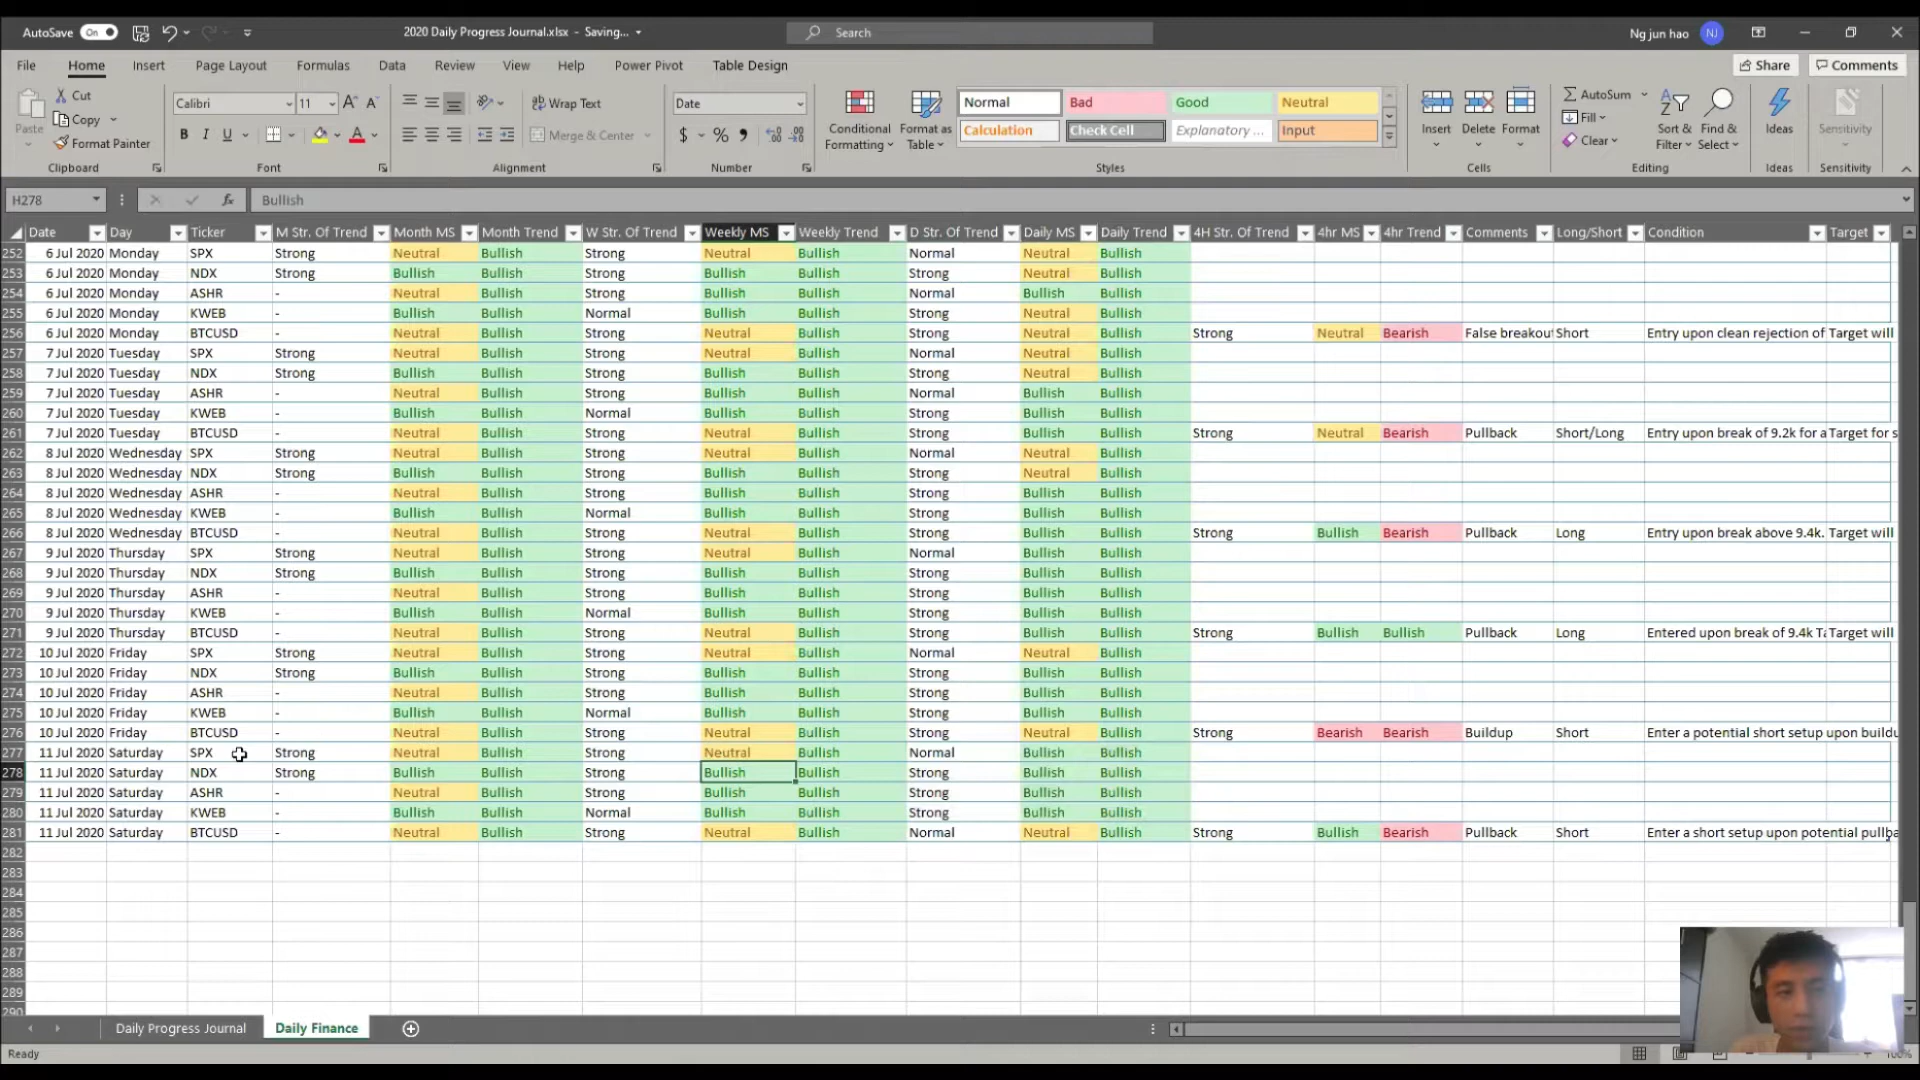 AutoSave On 2020 Daily Progress Journal.xlsx - Saving... Search Ng jun hao NJ
File Home Insert Page Layout Formulas Data Review View Help Power Pivot Table Design Share Comments
Paste Cut Copy Format Painter
Calibri 11 B I U
Wrap Text Merge & Center
Date $ % ,
Conditional Formatting Format as Table
Normal Bad Good Neutral
Calculation Check Cell Explanatory ... Input
Insert Delete Format
AutoSum Fill Clear Sort & Filter Find & Select Ideas Sensitivity
Clipboard Font Alignment Number Styles Cells Editing Ideas Sensitivity
H278 fx Bullish
Date Day Ticker M Str. Of Trend Month MS Month Trend W Str. Of Trend Weekly MS Weekly Trend D Str. Of Trend Daily MS Daily Trend 4H Str. Of Trend 4hr MS 4hr Trend Comments Long/Short Condition Target
252 6 Jul 2020 Monday SPX Strong Neutral Bullish Strong Neutral Bullish Normal Neutral Bullish
253 6 Jul 2020 Monday NDX Strong Bullish Bullish Strong Bullish Bullish Strong Neutral Bullish
254 6 Jul 2020 Monday ASHR - Neutral Bullish Strong Bullish Bullish Normal Bullish Bullish
255 6 Jul 2020 Monday KWEB - Bullish Bullish Normal Bullish Bullish Strong Neutral Bullish
256 6 Jul 2020 Monday BTCUSD - Neutral Bullish Strong Neutral Bullish Strong Neutral Bullish Strong Neutral Bearish False breakout Short Entry upon clean rejection of Target will
257 7 Jul 2020 Tuesday SPX Strong Neutral Bullish Strong Neutral Bullish Normal Neutral Bullish
258 7 Jul 2020 Tuesday NDX Strong Bullish Bullish Strong Bullish Bullish Strong Neutral Bullish
259 7 Jul 2020 Tuesday ASHR - Neutral Bullish Strong Bullish Bullish Normal Bullish Bullish
260 7 Jul 2020 Tuesday KWEB - Bullish Bullish Normal Bullish Bullish Strong Bullish Bullish
261 7 Jul 2020 Tuesday BTCUSD - Neutral Bullish Strong Neutral Bullish Strong Bullish Bullish Strong Neutral Bearish Pullback Short/Long Entry upon break of 9.2k for a Target for s
262 8 Jul 2020 Wednesday SPX Strong Neutral Bullish Strong Neutral Bullish Normal Neutral Bullish
263 8 Jul 2020 Wednesday NDX Strong Bullish Bullish Strong Bullish Bullish Strong Neutral Bullish
264 8 Jul 2020 Wednesday ASHR - Neutral Bullish Strong Bullish Bullish Strong Bullish Bullish
265 8 Jul 2020 Wednesday KWEB - Bullish Bullish Normal Bullish Bullish Strong Bullish Bullish
266 8 Jul 2020 Wednesday BTCUSD - Neutral Bullish Strong Neutral Bullish Strong Bullish Bullish Strong Bullish Bearish Pullback Long Entry upon break above 9.4k. Target will
267 9 Jul 2020 Thursday SPX Strong Neutral Bullish Strong Neutral Bullish Normal Bullish Bullish
268 9 Jul 2020 Thursday NDX Strong Bullish Bullish Strong Bullish Bullish Strong Bullish Bullish
269 9 Jul 2020 Thursday ASHR - Neutral Bullish Strong Bullish Bullish Strong Bullish Bullish
270 9 Jul 2020 Thursday KWEB - Bullish Bullish Normal Bullish Bullish Strong Bullish Bullish
271 9 Jul 2020 Thursday BTCUSD - Neutral Bullish Strong Neutral Bullish Strong Bullish Bullish Strong Bullish Bullish Pullback Long Entered upon break of 9.4k Ta Target will
272 10 Jul 2020 Friday SPX Strong Neutral Bullish Strong Neutral Bullish Normal Neutral Bullish
273 10 Jul 2020 Friday NDX Strong Bullish Bullish Strong Bullish Bullish Strong Bullish Bullish
274 10 Jul 2020 Friday ASHR - Neutral Bullish Strong Bullish Bullish Strong Bullish Bullish
275 10 Jul 2020 Friday KWEB - Bullish Bullish Normal Bullish Bullish Strong Bullish Bullish
276 10 Jul 2020 Friday BTCUSD - Neutral Bullish Strong Neutral Bullish Strong Neutral Bullish Strong Bearish Bearish Buildup Short Enter a potential short setup upon buildu
277 11 Jul 2020 Saturday SPX Strong Neutral Bullish Strong Neutral Bullish Normal Bullish Bullish
278 11 Jul 2020 Saturday NDX Strong Bullish Bullish Strong Bullish Bullish Strong Bullish Bullish
279 11 Jul 2020 Saturday ASHR - Neutral Bullish Strong Bullish Bullish Strong Bullish Bullish
280 11 Jul 2020 Saturday KWEB - Bullish Bullish Normal Bullish Bullish Strong Bullish Bullish
281 11 Jul 2020 Saturday BTCUSD - Neutral Bullish Strong Neutral Bullish Normal Neutral Bullish Strong Bullish Bearish Pullback Short Enter a short setup upon potential pullba
282
283
284
285
286
287
288
289
290
Daily Progress Journal Daily Finance
Ready